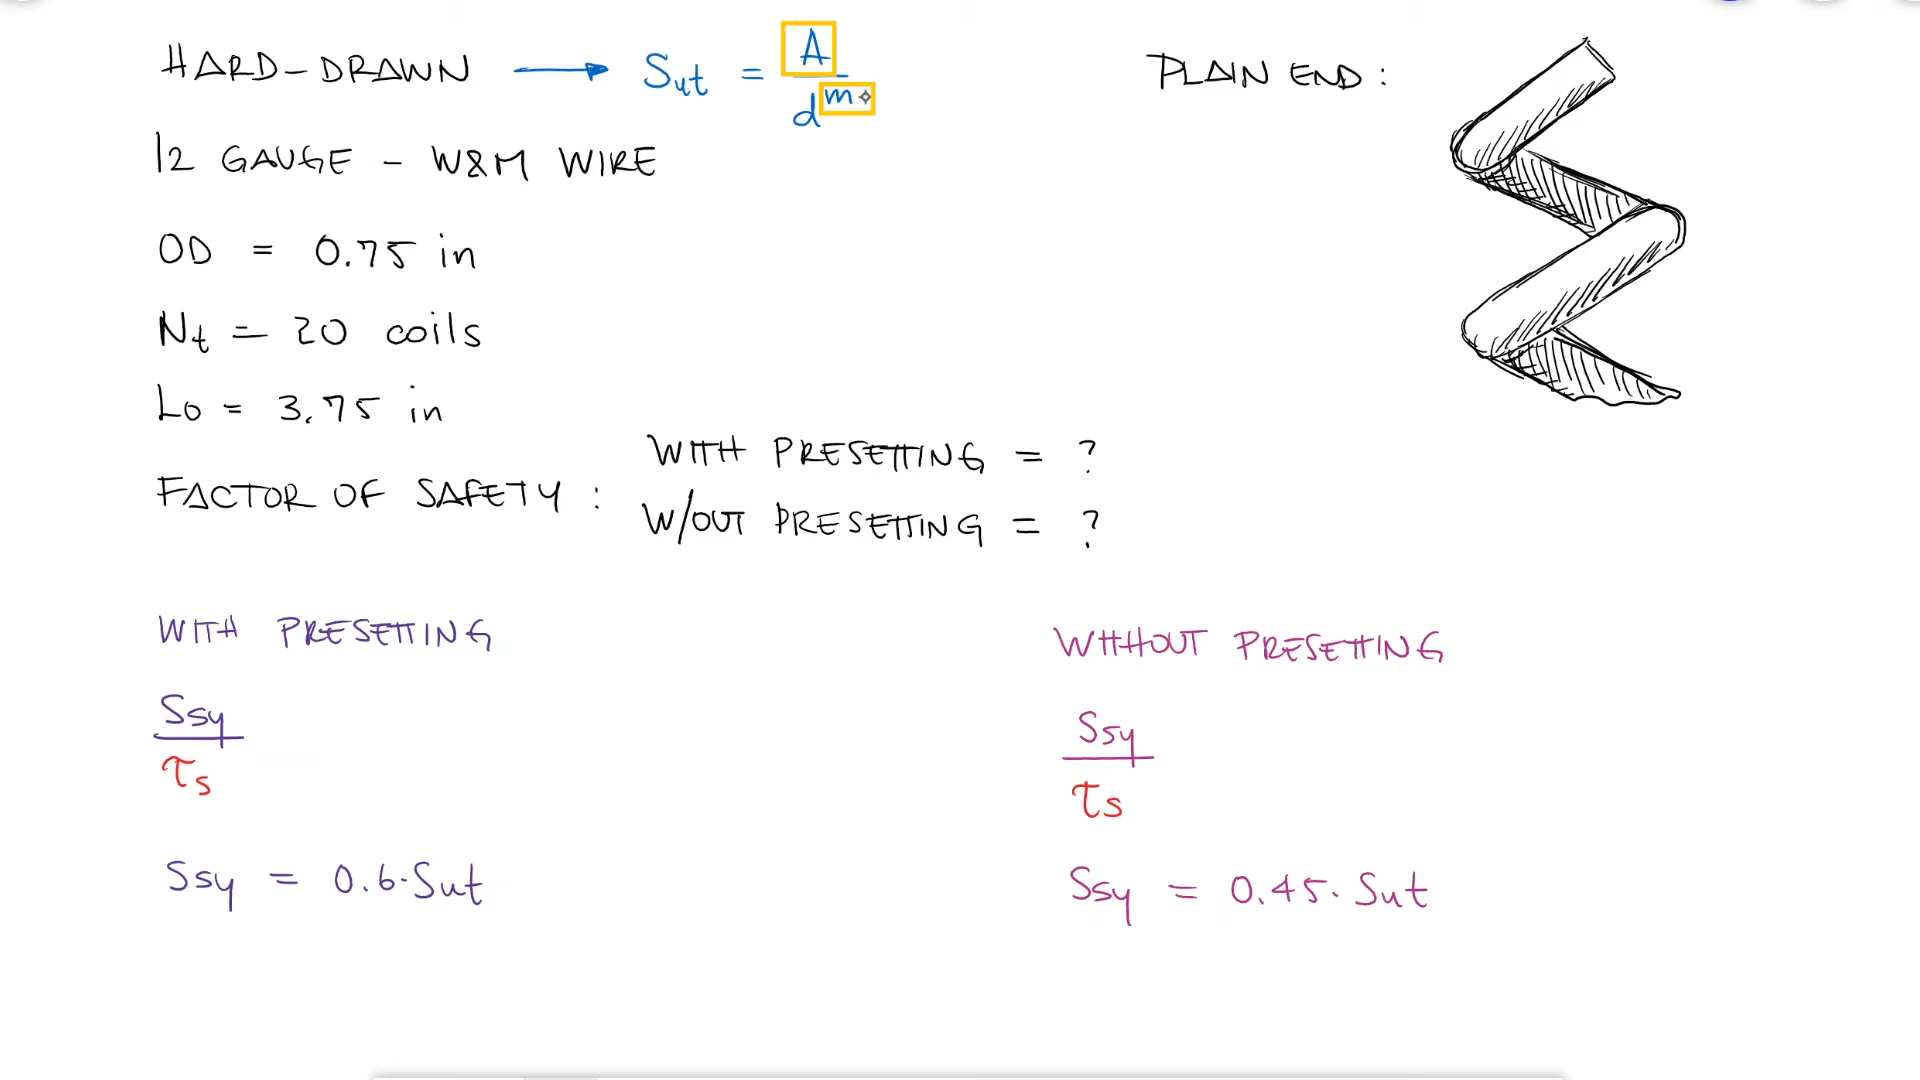 HARD-DRAWN → Sut = A / d^m
PLAIN END :
12 GAUGE - W&M WIRE
OD = 0.75 in
Nt = 20 coils
Lo = 3.75 in
FACTOR OF SAFETY :
WITH PRESETTING = ?
W/OUT PRESETTING = ?
WITH PRESETTING
Ssy
τs
Ssy = 0.6·Sut
WITHOUT PRESETTING
Ssy
τs
Ssy = 0.45·Sut